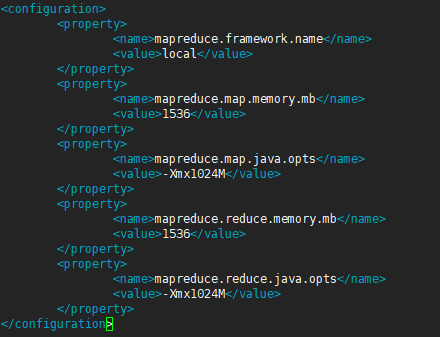 <configuration>
<property>
<name>mapreduce.framework.name</name>
<value>local</value>
</property>
<property>
<name>mapreduce.map.memory.mb</name>
<value>1536</value>
</property>
<property>
<name>mapreduce.map.java.opts</name>
<value>-Xmx1024M</value>
</property>
<property>
<name>mapreduce.reduce.memory.mb</name>
<value>1536</value>
</property>
<property>
<name>mapreduce.reduce.java.opts</name>
<value>-Xmx1024M</value>
</property>
</configuration>